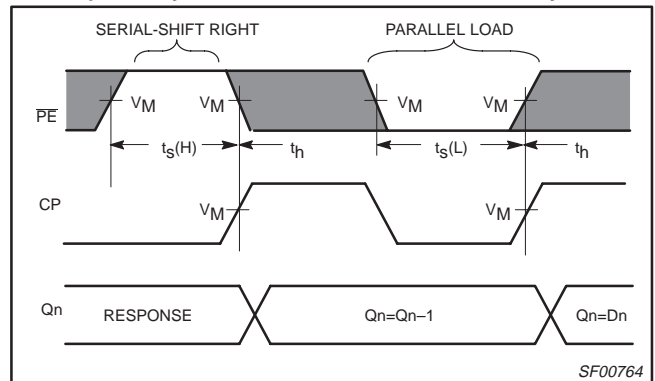 SERIAL-SHIFT RIGHT PARALLEL LOAD
PE VM VM VM VM
ts(H) th ts(L) th
CP VM VM
Qn RESPONSE Qn=Qn–1 Qn=Dn
SF00764